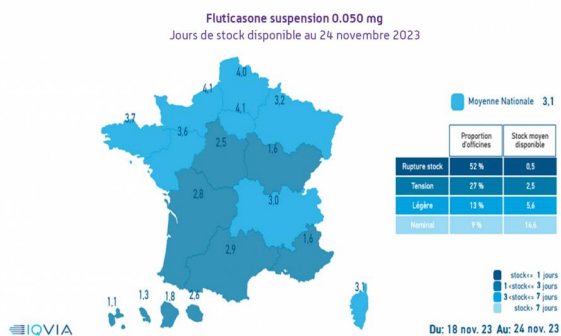 Fluticasone suspension 0.050 mg
Jours de stock disponible au 24 novembre 2023
4,0
4,1
3,2
4,1
3,7
3,6
2,5
1,6
2,8
3,0
2,9
1,6
3,1
1,1
1,3
1,8
2,6
Moyenne Nationale 3,1
Proportion d'officines
Stock moyen disponible
Rupture stock 52 % 0,5
Tension 27 % 2,5
Légère 13 % 5,6
Nominal 9 % 16,6
stock<= 1 jours
1 <stock<= 3 jours
3 <stock<= 7 jours
stock> 7 jours
IQVIA
Du: 18 nov. 23 Au: 24 nov. 23